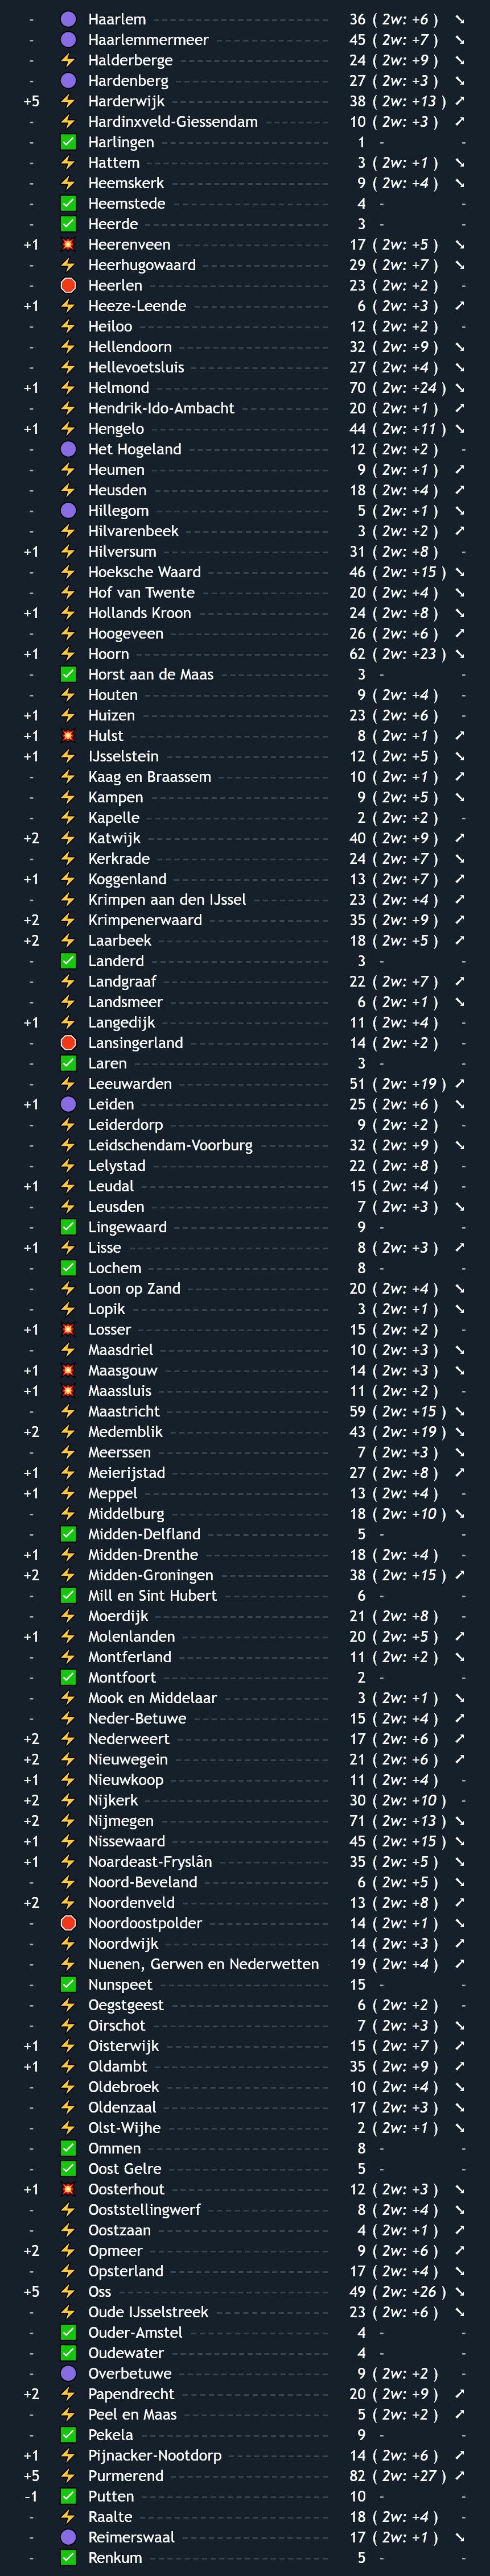 - Haarlem 36 ( 2w: +6 ) ↘
- Haarlemmermeer 45 ( 2w: +7 ) ↘
- ⚡ Halderberge 24 ( 2w: +9 ) ↘
- Hardenberg 27 ( 2w: +3 ) ↘
+5 ⚡ Harderwijk 38 ( 2w: +13 ) ↗
- ⚡ Hardinxveld-Giessendam 10 ( 2w: +3 ) ↗
- ✅ Harlingen 1 - -
- ⚡ Hattem 3 ( 2w: +1 ) ↘
- ⚡ Heemskerk 9 ( 2w: +4 ) ↘
- ✅ Heemstede 4 - -
- ✅ Heerde 3 - -
+1 💥 Heerenveen 17 ( 2w: +5 ) ↘
- ⚡ Heerhugowaard 29 ( 2w: +7 ) ↘
- 🛑 Heerlen 23 ( 2w: +2 ) -
+1 ⚡ Heeze-Leende 6 ( 2w: +3 ) ↗
- ⚡ Heiloo 12 ( 2w: +2 ) -
- ⚡ Hellendoorn 32 ( 2w: +9 ) ↘
- ⚡ Hellevoetsluis 27 ( 2w: +4 ) ↘
+1 ⚡ Helmond 70 ( 2w: +24 ) ↘
- ⚡ Hendrik-Ido-Ambacht 20 ( 2w: +1 ) ↗
+1 ⚡ Hengelo 44 ( 2w: +11 ) ↘
- 🟣 Het Hogeland 12 ( 2w: +2 ) -
- ⚡ Heumen 9 ( 2w: +1 ) ↗
- ⚡ Heusden 18 ( 2w: +4 ) ↗
- 🟣 Hillegom 5 ( 2w: +1 ) ↘
- ⚡ Hilvarenbeek 3 ( 2w: +2 ) ↗
+1 ⚡ Hilversum 31 ( 2w: +8 ) -
- ⚡ Hoeksche Waard 46 ( 2w: +15 ) ↘
- ⚡ Hof van Twente 20 ( 2w: +4 ) ↘
+1 ⚡ Hollands Kroon 24 ( 2w: +8 ) ↘
- ⚡ Hoogeveen 26 ( 2w: +6 ) ↗
+1 ⚡ Hoorn 62 ( 2w: +23 ) ↘
- ✅ Horst aan de Maas 3 - -
- ⚡ Houten 9 ( 2w: +4 ) -
+1 ⚡ Huizen 23 ( 2w: +6 ) -
+1 💥 Hulst 8 ( 2w: +1 ) ↗
+1 ⚡ IJsselstein 12 ( 2w: +5 ) ↘
- ⚡ Kaag en Braassem 10 ( 2w: +1 ) ↗
- ⚡ Kampen 9 ( 2w: +5 ) ↘
- ⚡ Kapelle 2 ( 2w: +2 ) -
+2 ⚡ Katwijk 40 ( 2w: +9 ) ↗
- ⚡ Kerkrade 24 ( 2w: +7 ) ↘
+1 ⚡ Koggenland 13 ( 2w: +7 ) ↗
- ⚡ Krimpen aan den IJssel 23 ( 2w: +4 ) ↗
+2 ⚡ Krimpenerwaard 35 ( 2w: +9 ) ↗
+2 ⚡ Laarbeek 18 ( 2w: +5 ) ↗
- ✅ Landerd 3 - -
- ⚡ Landgraaf 22 ( 2w: +7 ) ↗
- ⚡ Landsmeer 6 ( 2w: +1 ) ↘
+1 ⚡ Langedijk 11 ( 2w: +4 ) -
- 🛑 Lansingerland 14 ( 2w: +2 ) -
- ✅ Laren 3 - -
- ⚡ Leeuwarden 51 ( 2w: +19 ) ↗
+1 🟣 Leiden 25 ( 2w: +6 ) ↘
- ⚡ Leiderdorp 9 ( 2w: +2 ) -
- ⚡ Leidschendam-Voorburg 32 ( 2w: +9 ) ↘
- ⚡ Lelystad 22 ( 2w: +8 ) -
+1 ⚡ Leudal 15 ( 2w: +4 ) -
- ⚡ Leusden 7 ( 2w: +3 ) ↘
- ✅ Lingewaard 9 - -
+1 ⚡ Lisse 8 ( 2w: +3 ) ↗
- ✅ Lochem 8 - -
- ⚡ Loon op Zand 20 ( 2w: +4 ) ↘
- ⚡ Lopik 3 ( 2w: +1 ) ↘
+1 💥 Losser 15 ( 2w: +2 ) -
- ⚡ Maasdriel 10 ( 2w: +3 ) ↘
+1 💥 Maasgouw 14 ( 2w: +3 ) ↘
+1 💥 Maassluis 11 ( 2w: +2 ) -
- ⚡ Maastricht 59 ( 2w: +15 ) ↘
+2 ⚡ Medemblik 43 ( 2w: +19 ) ↘
- ⚡ Meerssen 7 ( 2w: +3 ) ↘
+1 ⚡ Meierijstad 27 ( 2w: +8 ) ↗
+1 ⚡ Meppel 13 ( 2w: +4 ) -
- ⚡ Middelburg 18 ( 2w: +10 ) ↘
- ✅ Midden-Delfland 5 - -
+1 ⚡ Midden-Drenthe 18 ( 2w: +4 ) -
+2 ⚡ Midden-Groningen 38 ( 2w: +15 ) ↗
- ✅ Mill en Sint Hubert 6 - -
- ⚡ Moerdijk 21 ( 2w: +8 ) -
+1 ⚡ Molenlanden 20 ( 2w: +5 ) ↗
- ⚡ Montferland 11 ( 2w: +2 ) ↘
- ✅ Montfoort 2 - -
- ⚡ Mook en Middelaar 3 ( 2w: +1 ) ↘
- ⚡ Neder-Betuwe 15 ( 2w: +4 ) ↗
+2 ⚡ Nederweert 17 ( 2w: +6 ) ↗
+2 ⚡ Nieuwegein 21 ( 2w: +6 ) ↗
+1 ⚡ Nieuwkoop 11 ( 2w: +4 ) -
+2 ⚡ Nijkerk 30 ( 2w: +10 ) -
+2 ⚡ Nijmegen 71 ( 2w: +13 ) ↘
+1 ⚡ Nissewaard 45 ( 2w: +15 ) ↘
+1 ⚡ Noardeast-Fryslân 35 ( 2w: +5 ) ↘
- ⚡ Noord-Beveland 6 ( 2w: +5 ) ↘
+2 ⚡ Noordenveld 13 ( 2w: +8 ) ↗
- 🛑 Noordoostpolder 14 ( 2w: +1 ) ↘
- ⚡ Noordwijk 14 ( 2w: +3 ) ↗
- ⚡ Nuenen, Gerwen en Nederwetten 19 ( 2w: +4 ) ↗
- ✅ Nunspeet 15 - -
- ⚡ Oegstgeest 6 ( 2w: +2 ) -
- ⚡ Oirschot 7 ( 2w: +3 ) ↘
+1 ⚡ Oisterwijk 15 ( 2w: +7 ) ↗
+1 ⚡ Oldambt 35 ( 2w: +9 ) ↗
- ⚡ Oldebroek 10 ( 2w: +4 ) ↘
- ⚡ Oldenzaal 17 ( 2w: +3 ) ↘
- ⚡ Olst-Wijhe 2 ( 2w: +1 ) ↘
- ✅ Ommen 8 - -
- ✅ Oost Gelre 5 - -
+1 💥 Oosterhout 12 ( 2w: +3 ) ↘
- ⚡ Ooststellingwerf 8 ( 2w: +4 ) ↘
- ⚡ Oostzaan 4 ( 2w: +1 ) ↗
+2 ⚡ Opmeer 9 ( 2w: +6 ) ↗
- ⚡ Opsterland 17 ( 2w: +4 ) ↘
+5 ⚡ Oss 49 ( 2w: +26 ) ↘
- ⚡ Oude IJsselstreek 23 ( 2w: +6 ) ↘
- ✅ Ouder-Amstel 4 - -
- ✅ Oudewater 4 - -
- 🟣 Overbetuwe 9 ( 2w: +2 ) -
+2 ⚡ Papendrecht 20 ( 2w: +9 ) ↗
- ⚡ Peel en Maas 5 ( 2w: +2 ) ↗
- ✅ Pekela 9 - -
+1 ⚡ Pijnacker-Nootdorp 14 ( 2w: +6 ) ↗
+5 ⚡ Purmerend 82 ( 2w: +27 ) ↗
-1 ✅ Putten 10 - -
- ⚡ Raalte 18 ( 2w: +4 ) -
- 🟣 Reimerswaal 17 ( 2w: +1 ) ↘
- ✅ Renkum 5 - -